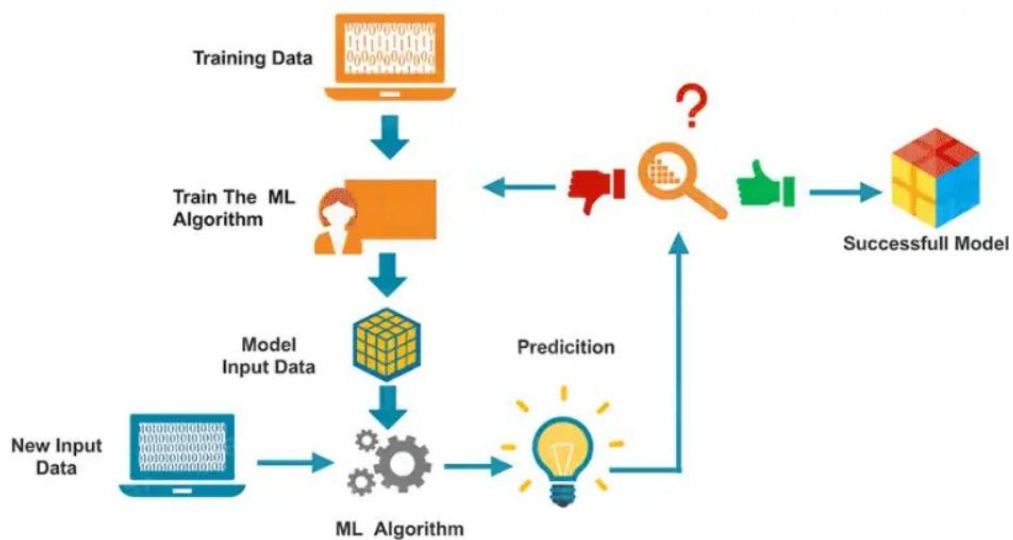 Training Data
?
Train The ML
Algorithm
Successfull Model
Model
Input Data
Predicition
New Input
Data
ML Algorithm